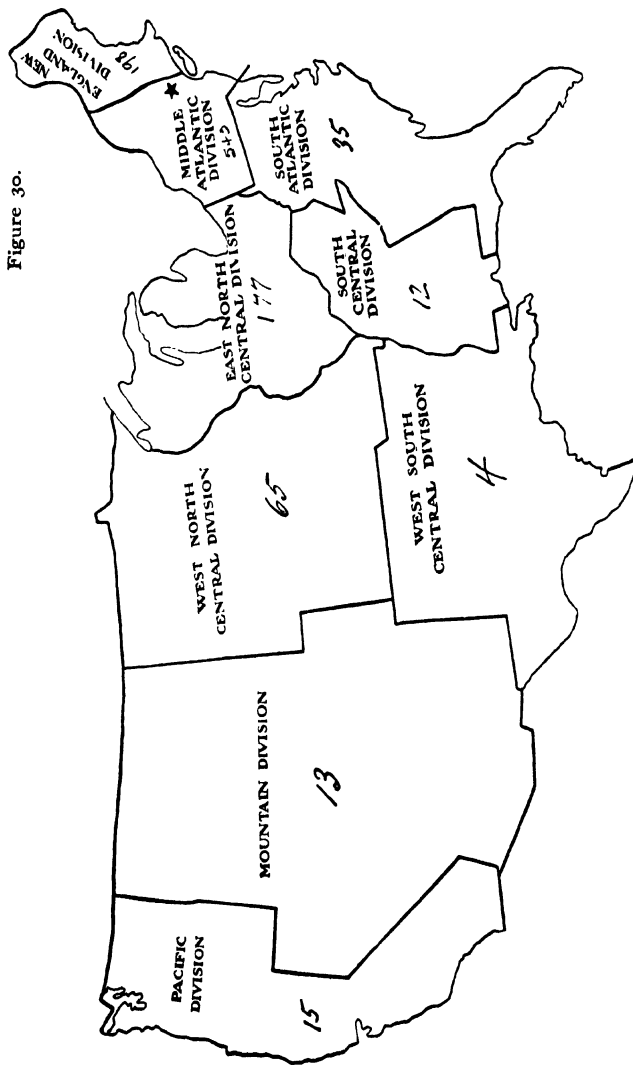 Figure 30.
NEW
ENGLAND
DIVISION
198
MIDDLE
ATLANTIC
DIVISION
SOUTH
ATLANTIC
DIVISION
35
EAST NORTH
CENTRAL DIVISION
177
SOUTH
CENTRAL
DIVISION
12
WEST NORTH
CENTRAL DIVISION
65
WEST SOUTH
CENTRAL DIVISION
4
MOUNTAIN DIVISION
13
PACIFIC
DIVISION
15